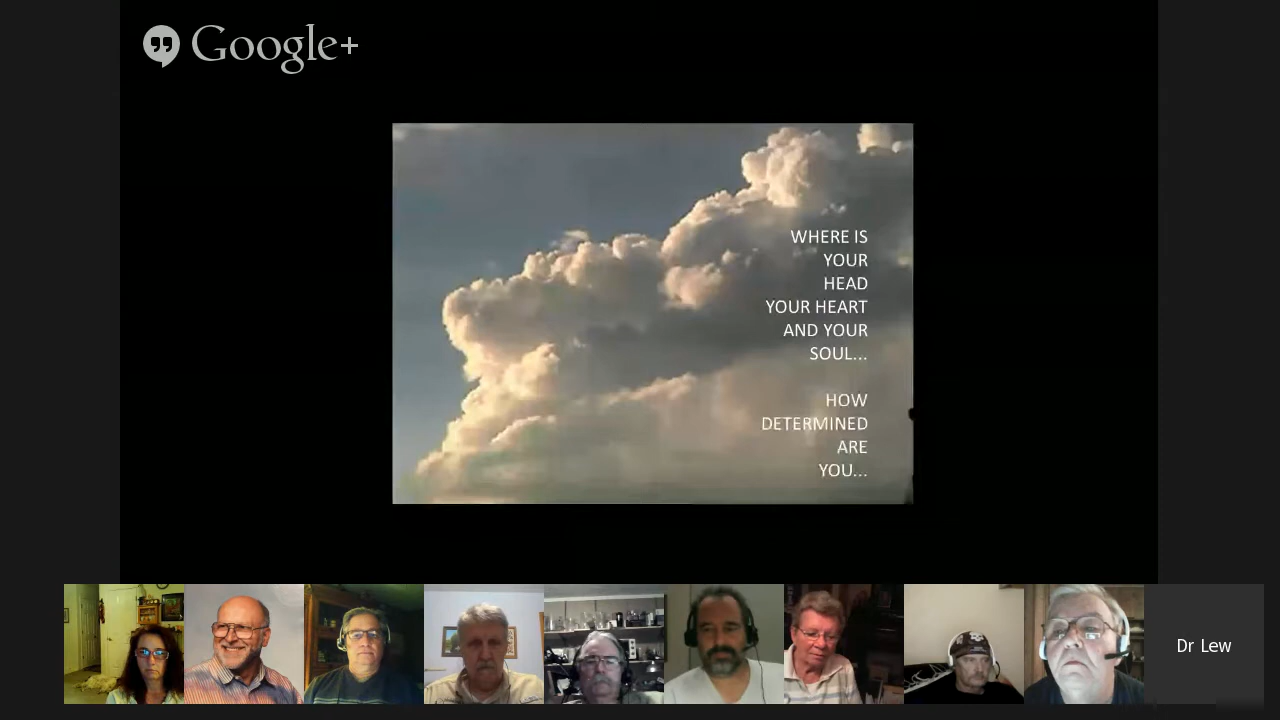 Google+
WHERE IS
YOUR
HEAD
YOUR HEART
AND YOUR
SOUL...
HOW
DETERMINED
ARE
YOU...
Dr Lew